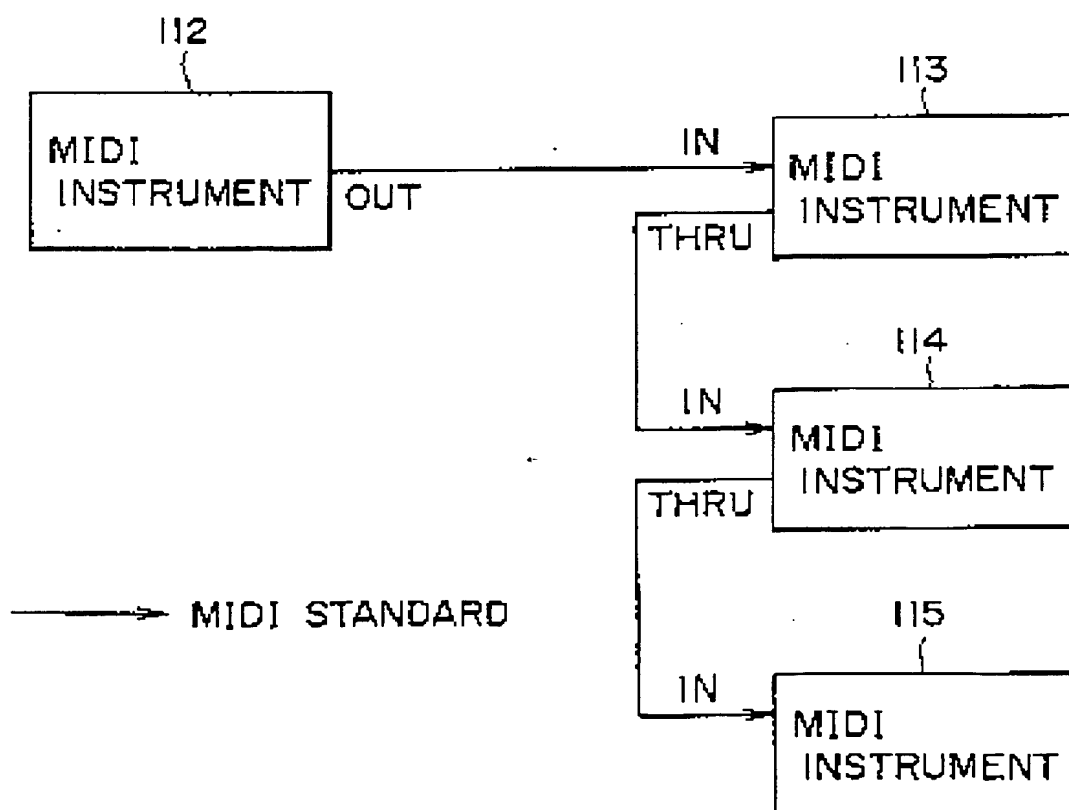 112
MIDI
INSTRUMENT
OUT
113
IN
MIDI
INSTRUMENT
THRU
114
IN
MIDI
INSTRUMENT
THRU
MIDI STANDARD
115
IN
MIDI
INSTRUMENT